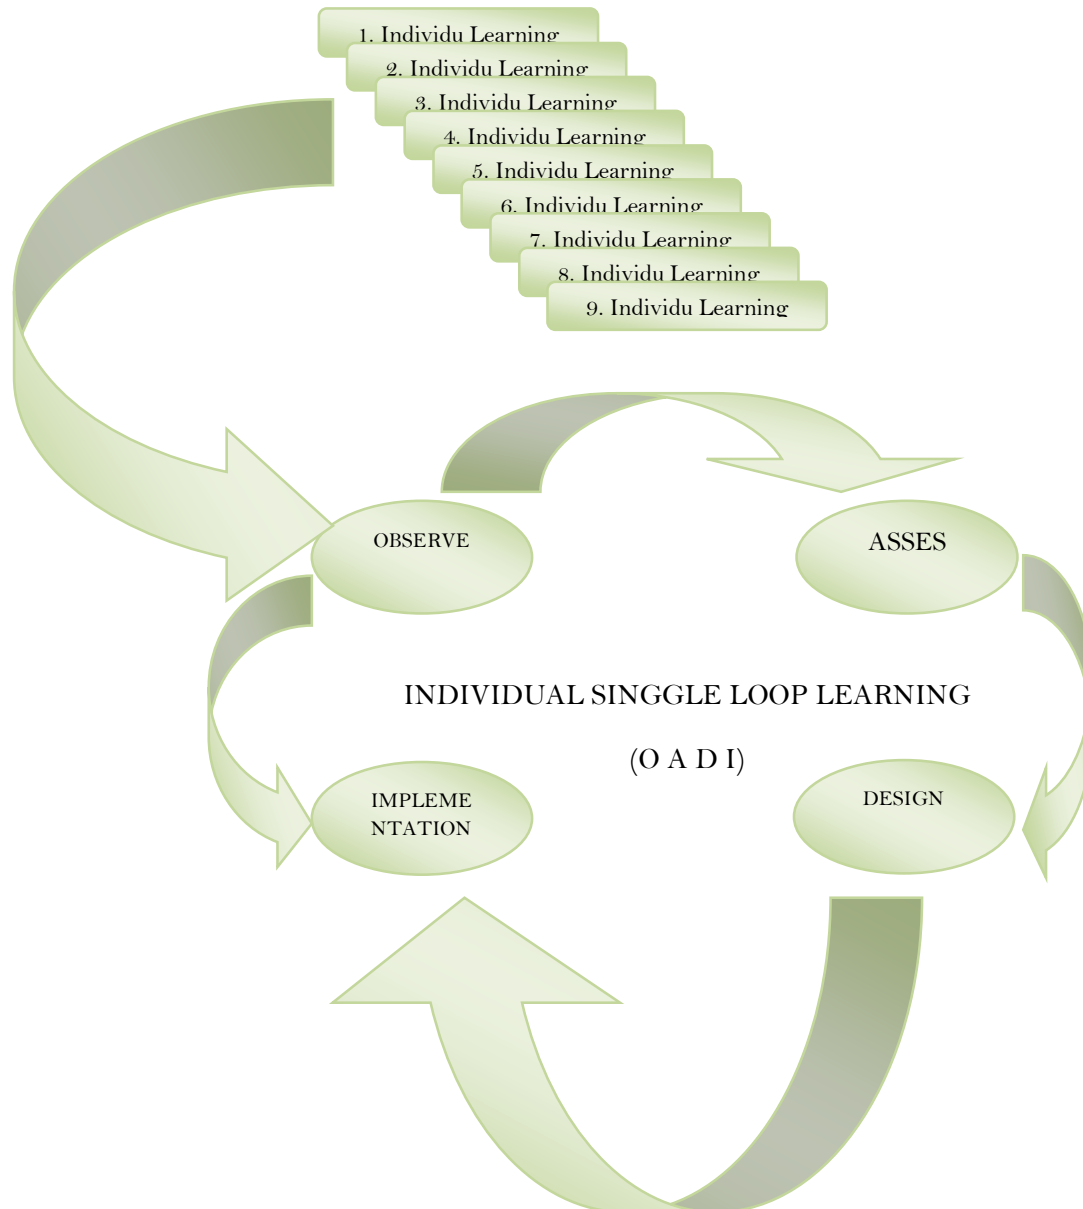 1. Individu Learning
2. Individu Learning
3. Individu Learning
4. Individu Learning
5. Individu Learning
6. Individu Learning
7. Individu Learning
8. Individu Learning
9. Individu Learning
OBSERVE
ASSES
INDIVIDUAL SINGGLE LOOP LEARNING
(O A D I)
IMPLEME
NTATION
DESIGN